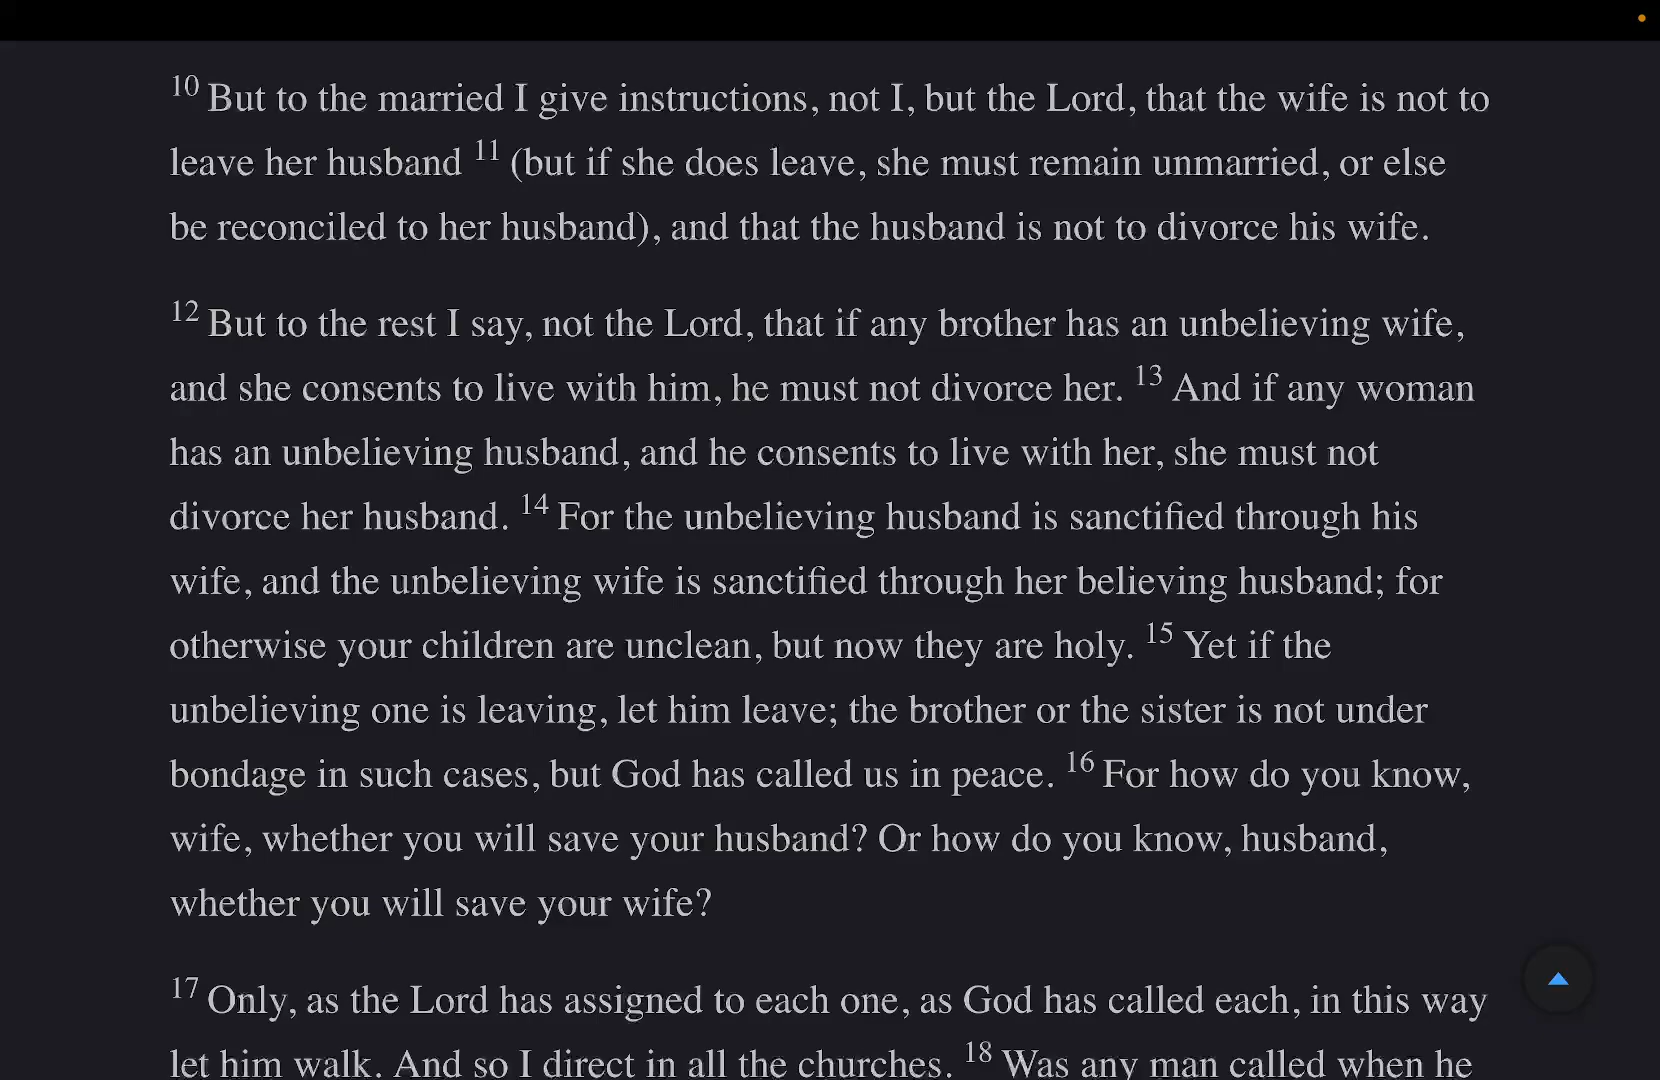 10 But to the married I give instructions, not I, but the Lord, that the wife is not to
leave her husband 11 (but if she does leave, she must remain unmarried, or else
be reconciled to her husband), and that the husband is not to divorce his wife.
12 But to the rest I say, not the Lord, that if any brother has an unbelieving wife,
and she consents to live with him, he must not divorce her. 13 And if any woman
has an unbelieving husband, and he consents to live with her, she must not
divorce her husband. 14 For the unbelieving husband is sanctified through his
wife, and the unbelieving wife is sanctified through her believing husband; for
otherwise your children are unclean, but now they are holy. 15 Yet if the
unbelieving one is leaving, let him leave; the brother or the sister is not under
bondage in such cases, but God has called us in peace. 16 For how do you know,
wife, whether you will save your husband? Or how do you know, husband,
whether you will save your wife?
17 Only, as the Lord has assigned to each one, as God has called each, in this way
let him walk. And so I direct in all the churches. 18 Was any man called when he